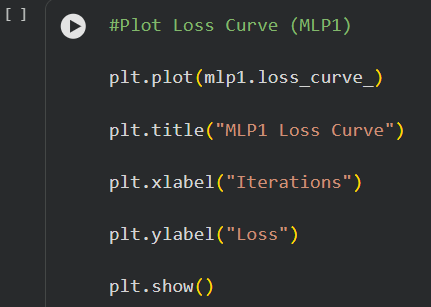 [ ]
#Plot Loss Curve (MLP1)
plt.plot(mlp1.loss_curve_)
plt.title("MLP1 Loss Curve")
plt.xlabel("Iterations")
plt.ylabel("Loss")
plt.show()